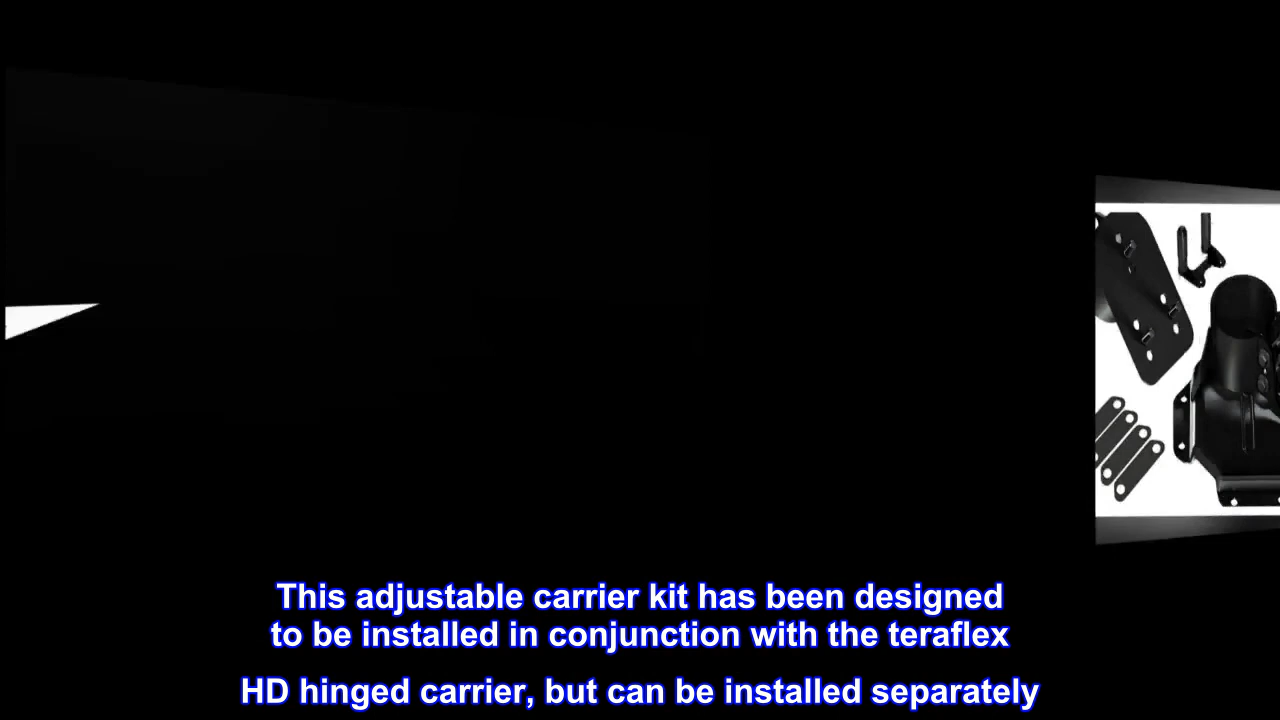 This adjustable carrier kit has been designed
to be installed in conjunction with the teraflex
HD hinged carrier, but can be installed separately